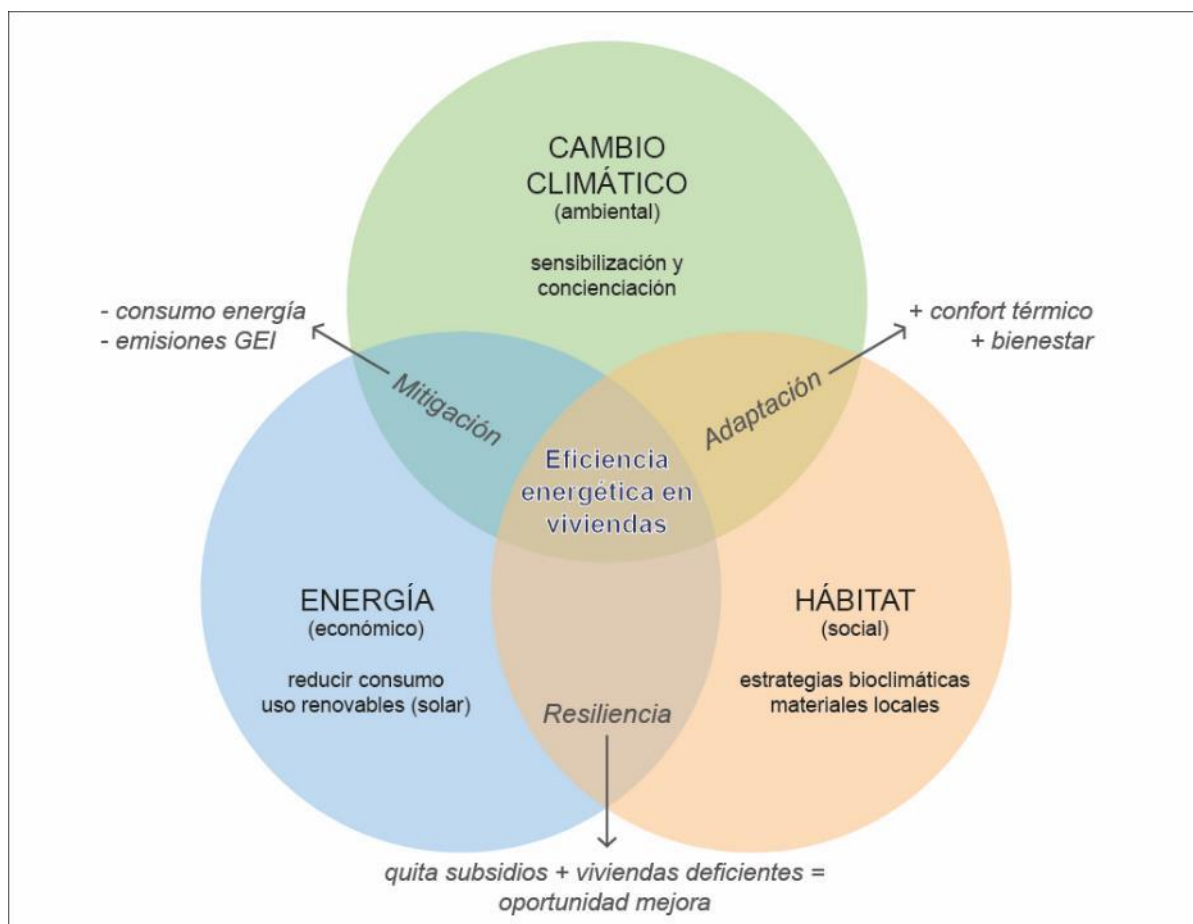 CAMBIO
CLIMÁTICO
(ambiental)
sensibilización y
concienciación
- consumo energía
- emisiones GEI
+ confort térmico
+ bienestar
Mitigación
Adaptación
Eficiencia
energética en
viviendas
ENERGÍA
(económico)
reducir consumo
uso renovables (solar)
HÁBITAT
(social)
estrategias bioclimáticas
materiales locales
Resiliencia
quita subsidios + viviendas deficientes =
oportunidad mejora